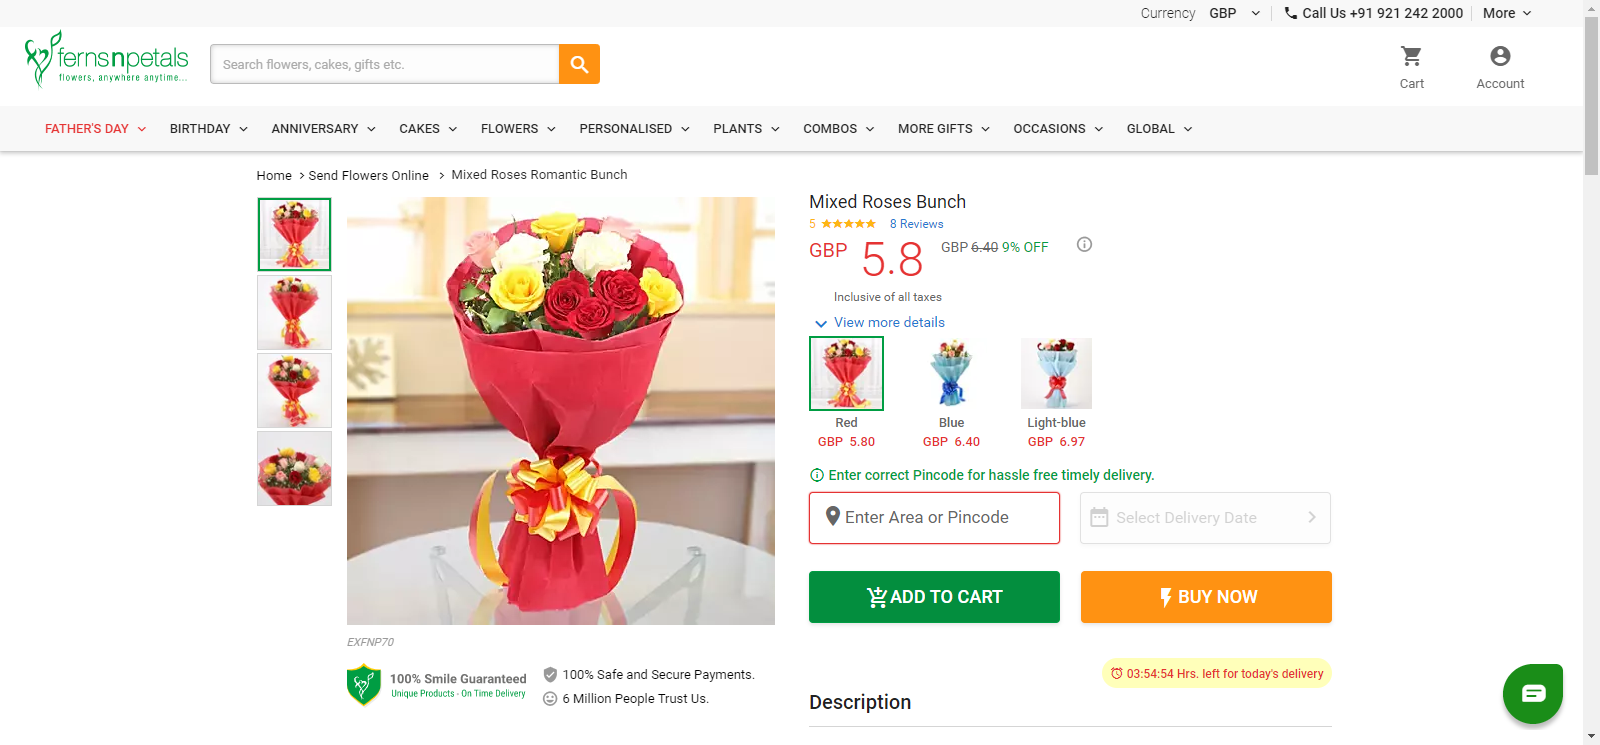 Currency GBP Call Us +91 921 242 2000 More
fernsnpetals
flowers, anywhere anytime...
Search flowers, cakes, gifts etc.
Cart Account
FATHER'S DAY BIRTHDAY ANNIVERSARY CAKES FLOWERS PERSONALISED PLANTS COMBOS MORE GIFTS OCCASIONS GLOBAL
Home > Send Flowers Online > Mixed Roses Romantic Bunch
Mixed Roses Bunch
5 ★★★★★ 8 Reviews
GBP 5.8 GBP 6.40 9% OFF
Inclusive of all taxes
View more details
Red Blue Light-blue
GBP 5.80 GBP 6.40 GBP 6.97
Enter correct Pincode for hassle free timely delivery.
Enter Area or Pincode Select Delivery Date
ADD TO CART BUY NOW
EXFNP70
100% Smile Guaranteed
Unique Products - On Time Delivery
100% Safe and Secure Payments.
6 Million People Trust Us.
03:54:54 Hrs. left for today's delivery
Description